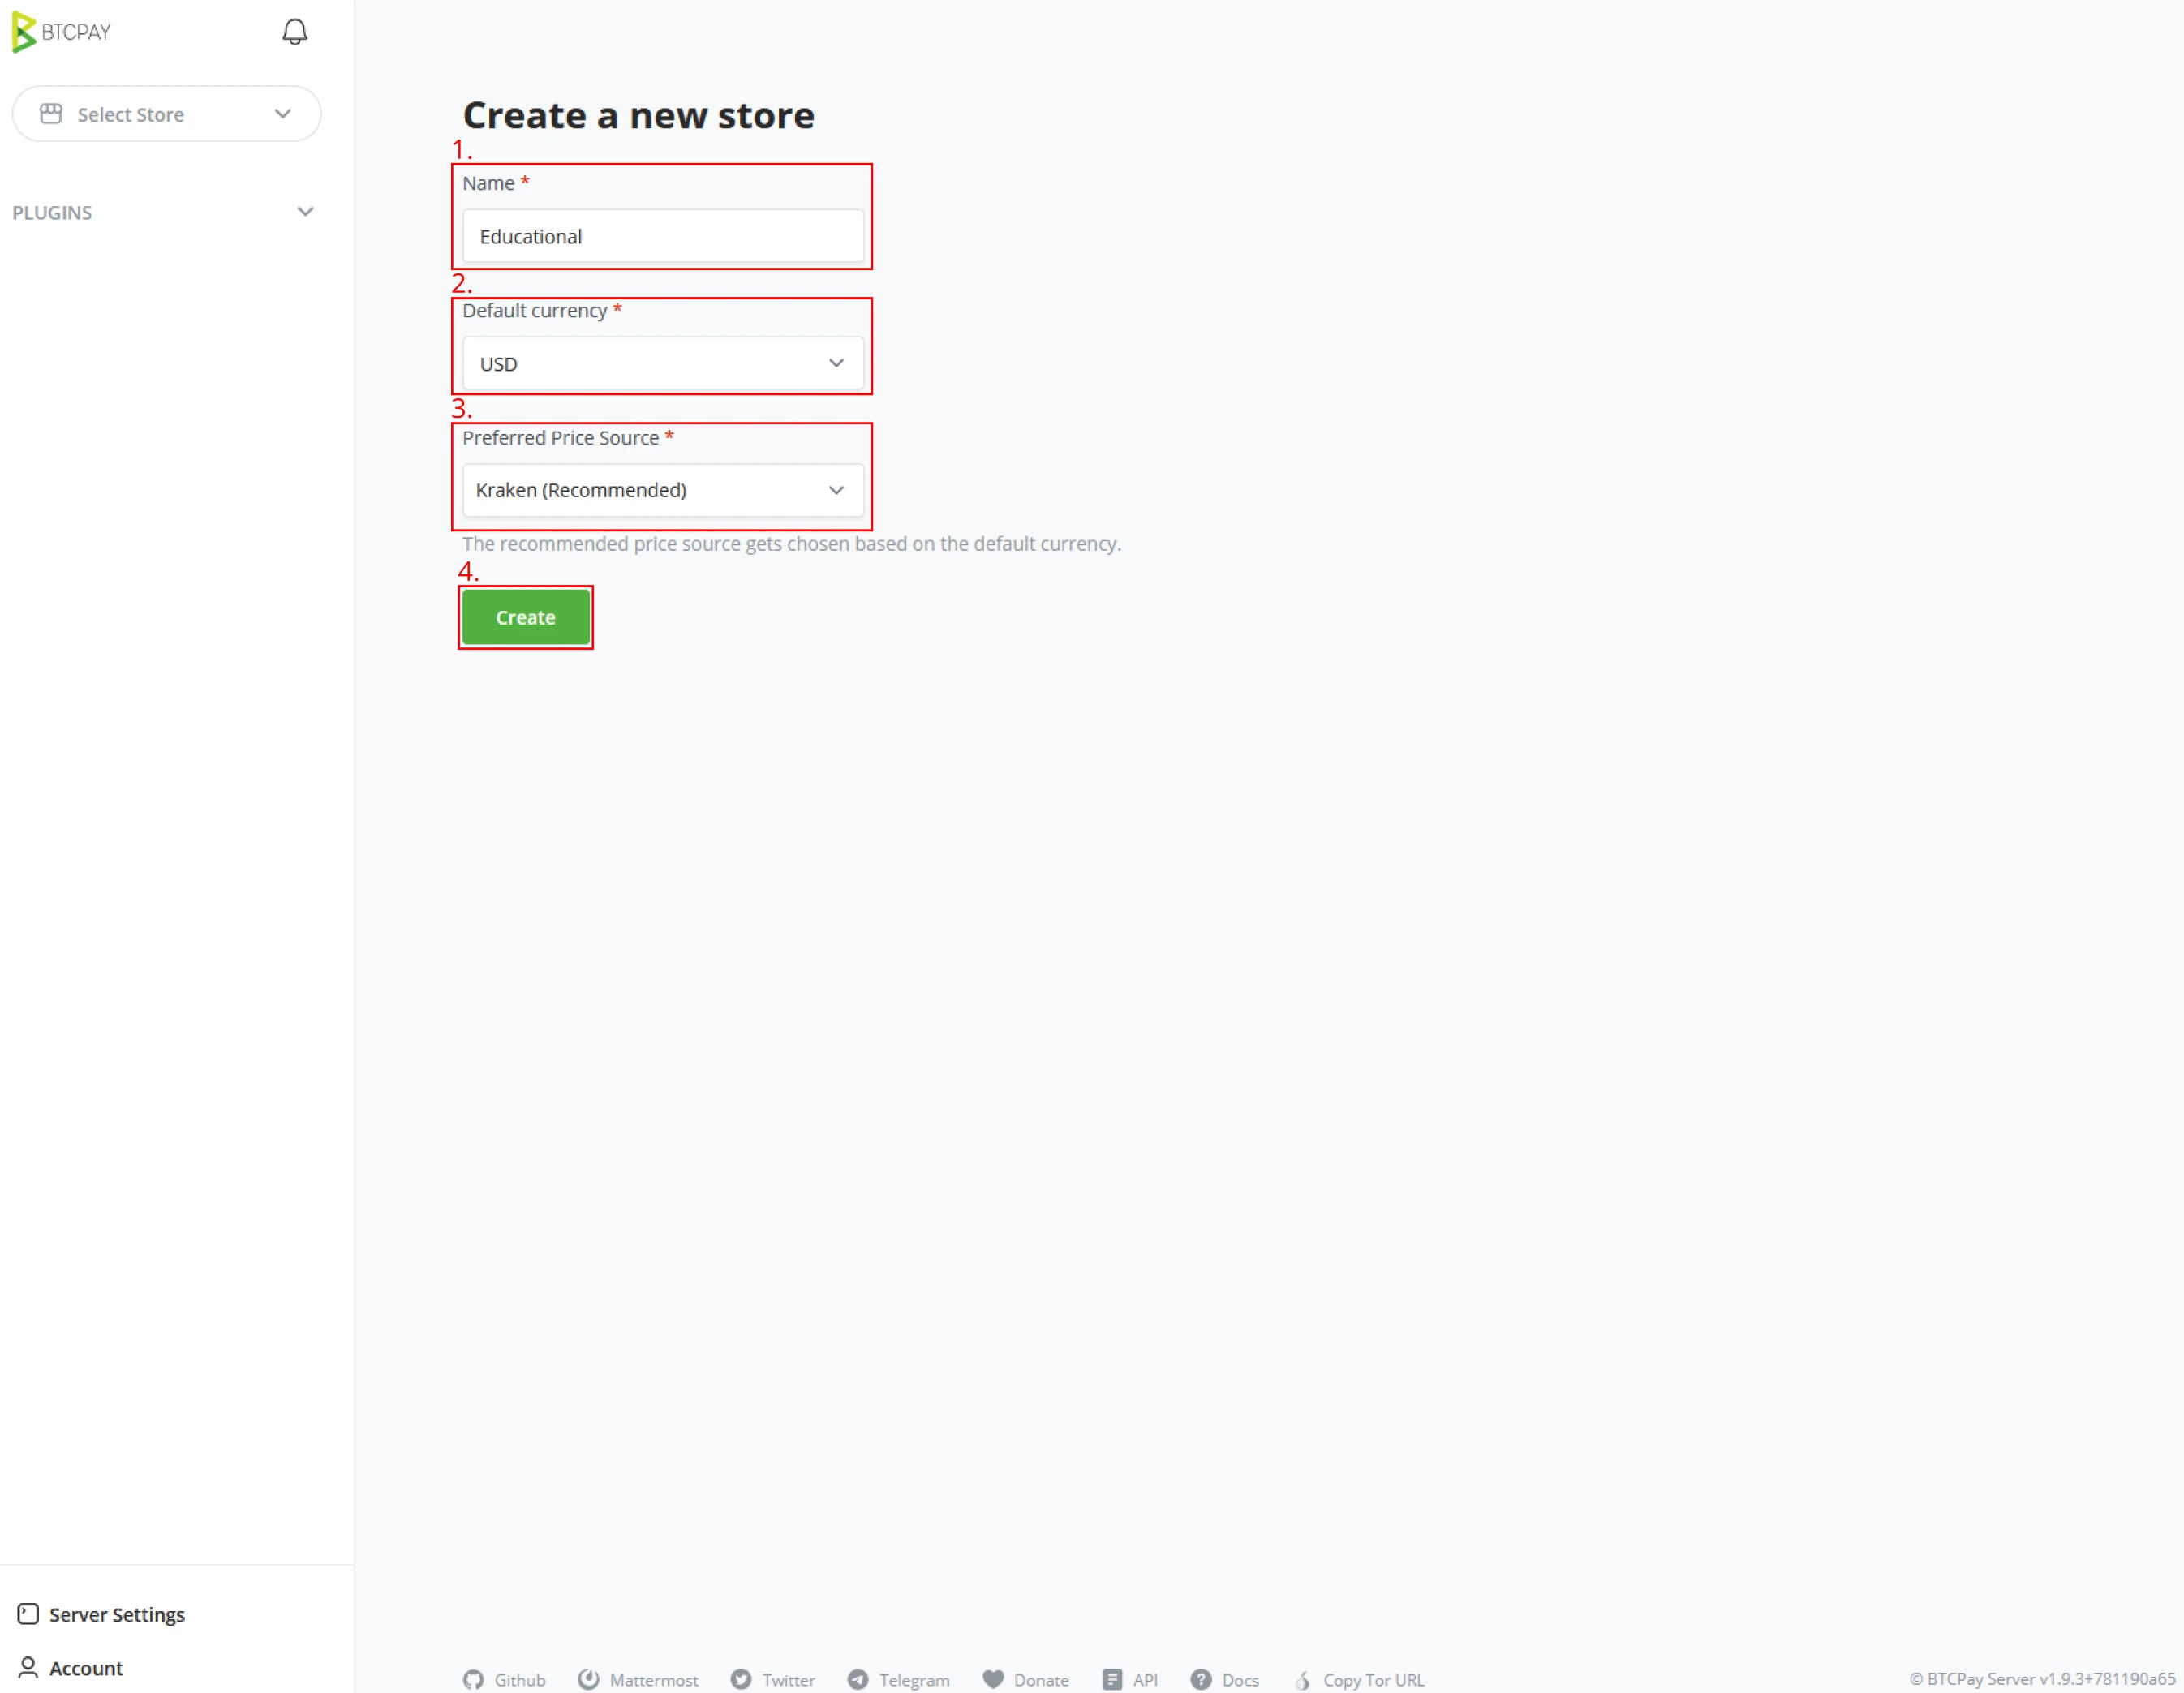 BTCPAY
Select Store
PLUGINS
Create a new store
1.
Name *
Educational
2.
Default currency *
USD
3.
Preferred Price Source *
Kraken (Recommended)
The recommended price source gets chosen based on the default currency.
4.
Create
Server Settings
Account
Github Mattermost Twitter Telegram Donate API Docs Copy Tor URL © BTCPay Server v1.9.3+781190a65